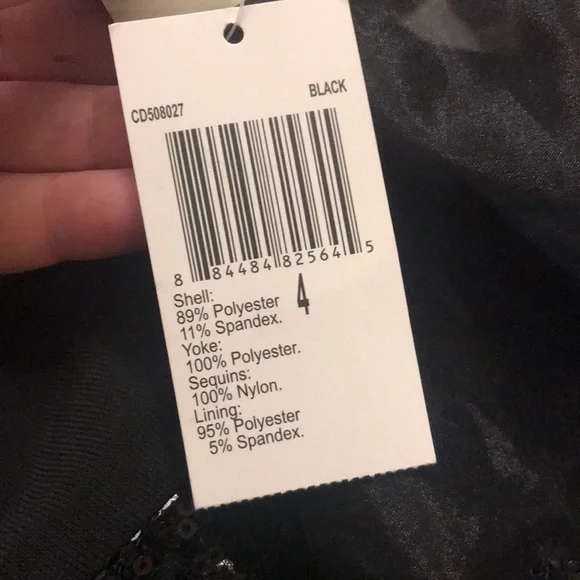 CD508027
BLACK
8 84484 82564 5
4
Shell:
89% Polyester
11% Spandex.
Yoke:
100% Polyester.
Sequins:
100% Nylon.
Lining:
95% Polyester
5% Spandex.